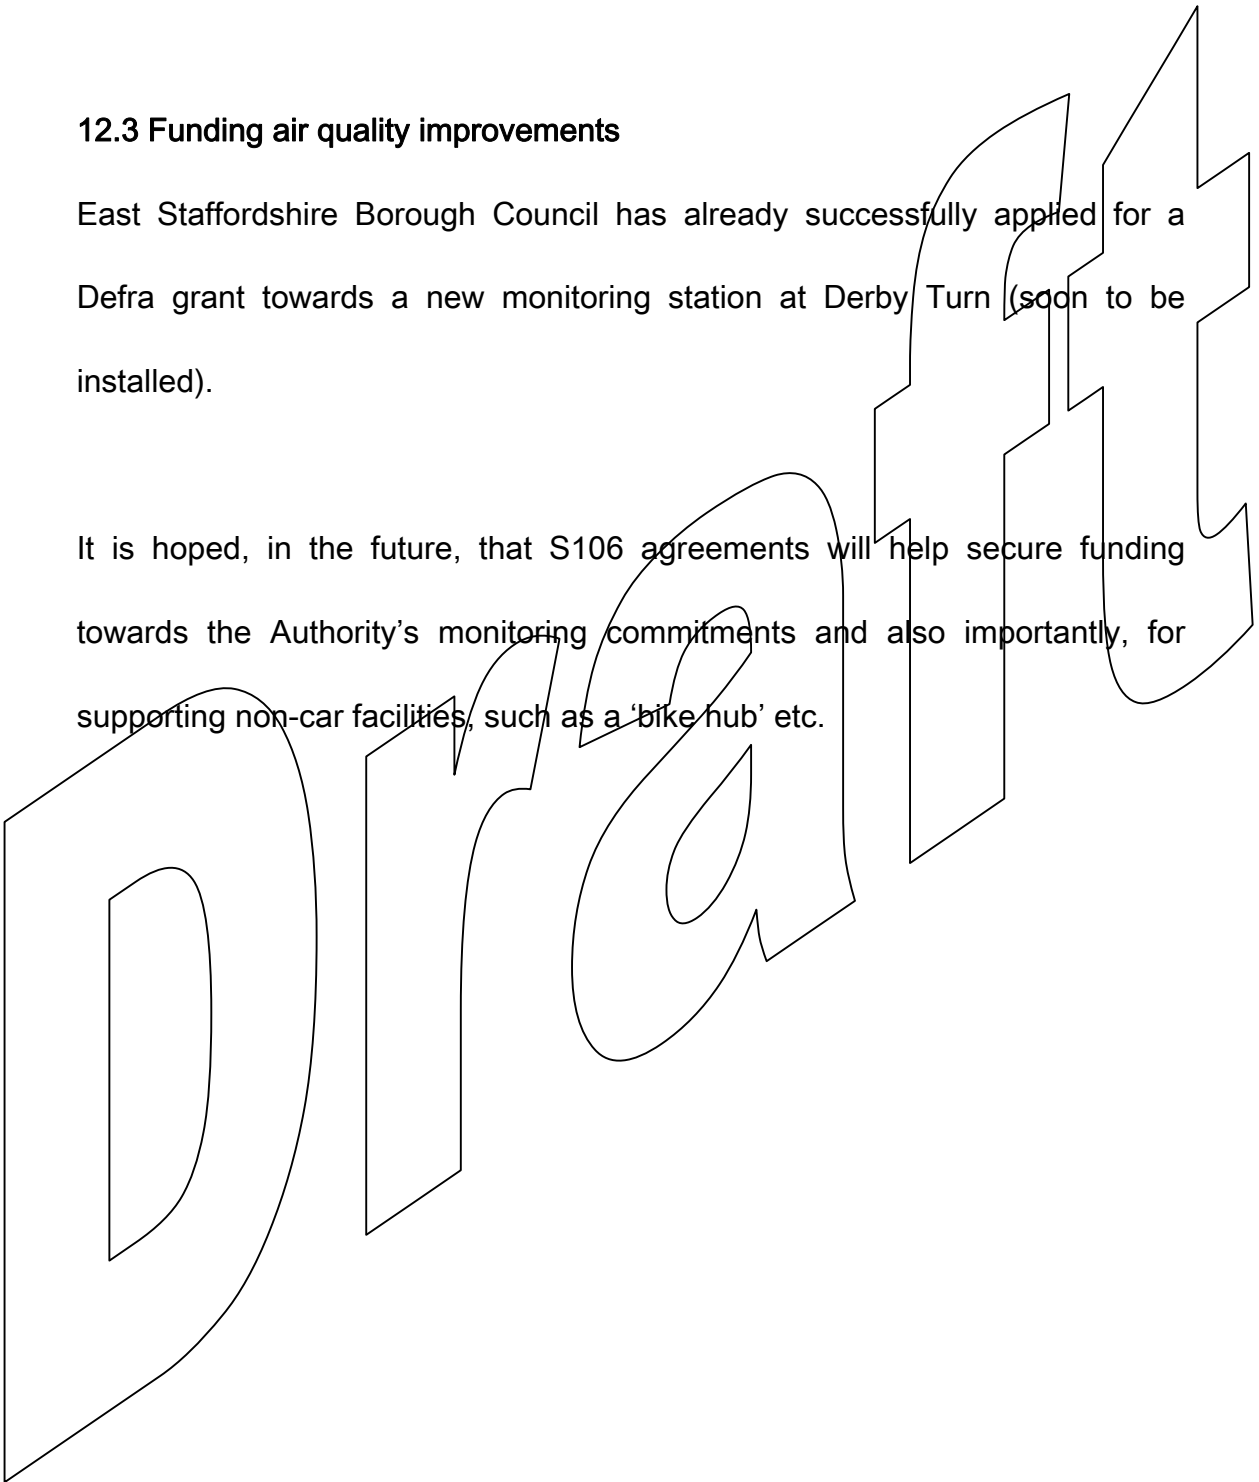 12.3 Funding air quality improvements
East Staffordshire Borough Council has already successfully applied for a
Defra grant towards a new monitoring station at Derby Turn (soon to be
installed).
It is hoped, in the future, that S106 agreements will help secure funding
towards the Authority’s monitoring commitments and also importantly, for
supporting non-car facilities, such as a ‘bike hub’ etc.
Draft